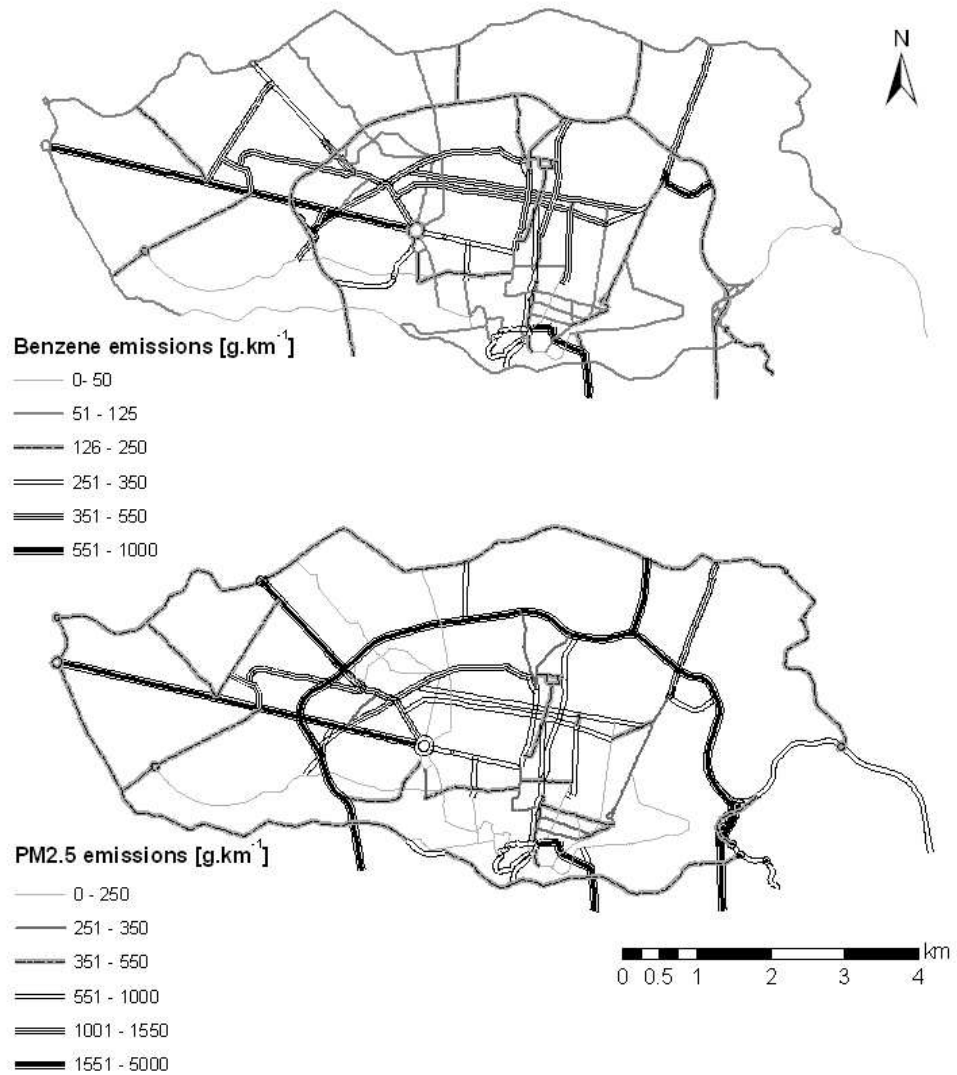 N
Benzene emissions [g.km⁻¹]
0- 50
51 - 125
126 - 250
251 - 350
351 - 550
551 - 1000
PM2.5 emissions [g.km⁻¹]
0 - 250
251 - 350
351 - 550
551 - 1000
1001 - 1550
1551 - 5000
km
0 0.5 1 2 3 4